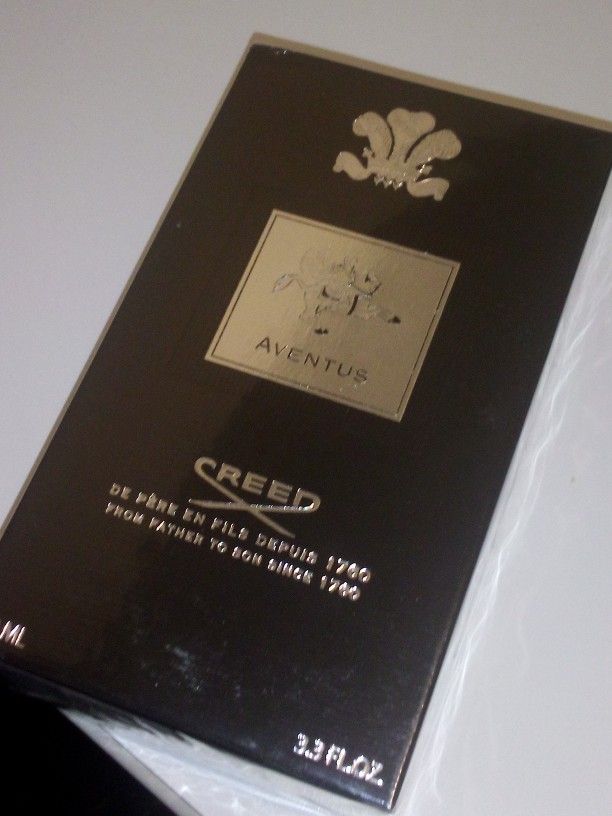 AVENTUS
CREED
DE PÈRE EN FILS DEPUIS 1760
FROM FATHER TO SON SINCE 1760
ML
3.3 FL.OZ.